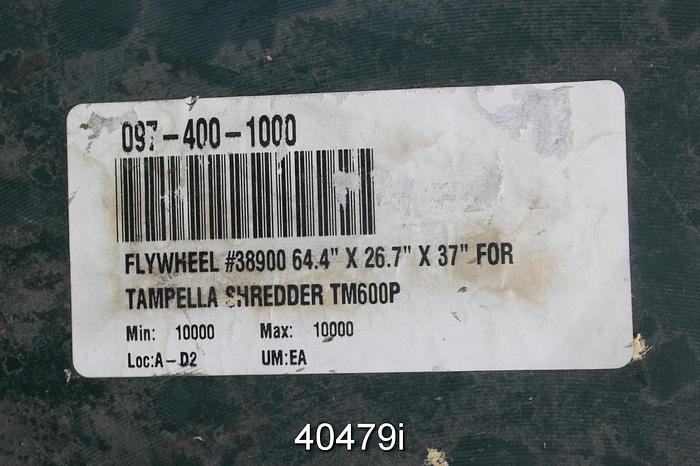 097-400-1000
FLYWHEEL #38900 64.4" X 26.7" X 37" FOR
TAMPELLA SHREDDER TM600P
Min: 10000 Max: 10000
Loc:A-D2 UM:EA
40479i